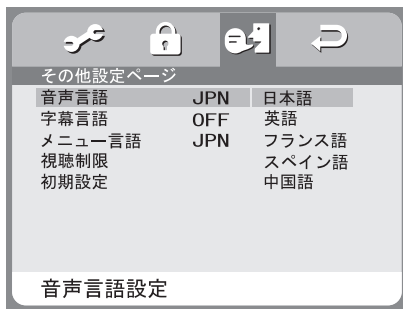 その他設定ページ
音声言語 JPN 日本語
字幕言語 OFF 英語
メニュー言語 JPN フランス語
視聴制限 スペイン語
初期設定 中国語
音声言語設定